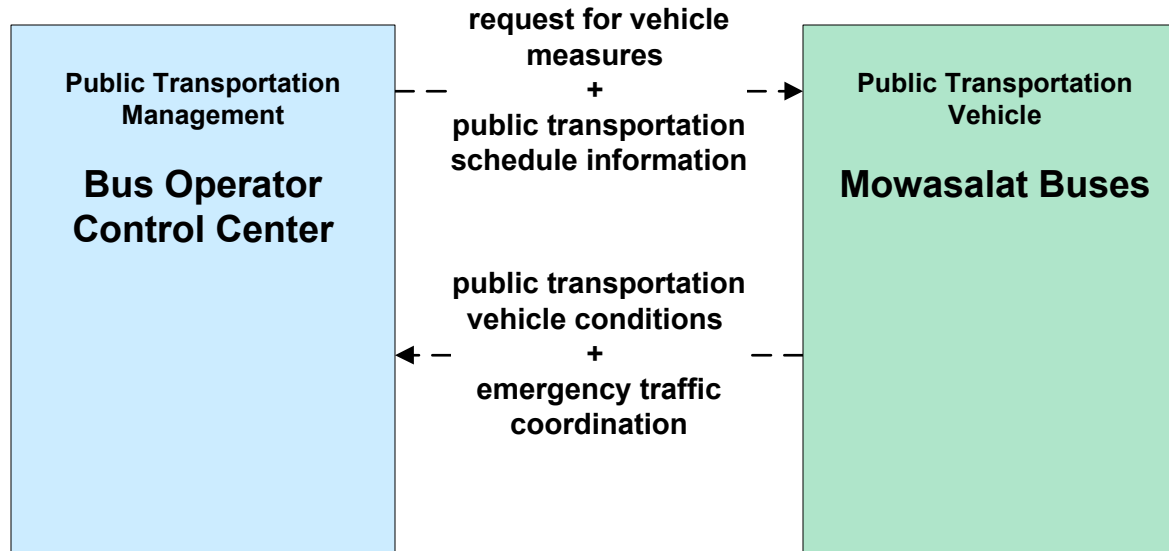 Public Transportation
Management
Bus Operator
Control Center
request for vehicle
measures
+
public transportation
schedule information
public transportation
vehicle conditions
+
emergency traffic
coordination
Public Transportation
Vehicle
Mowasalat Buses